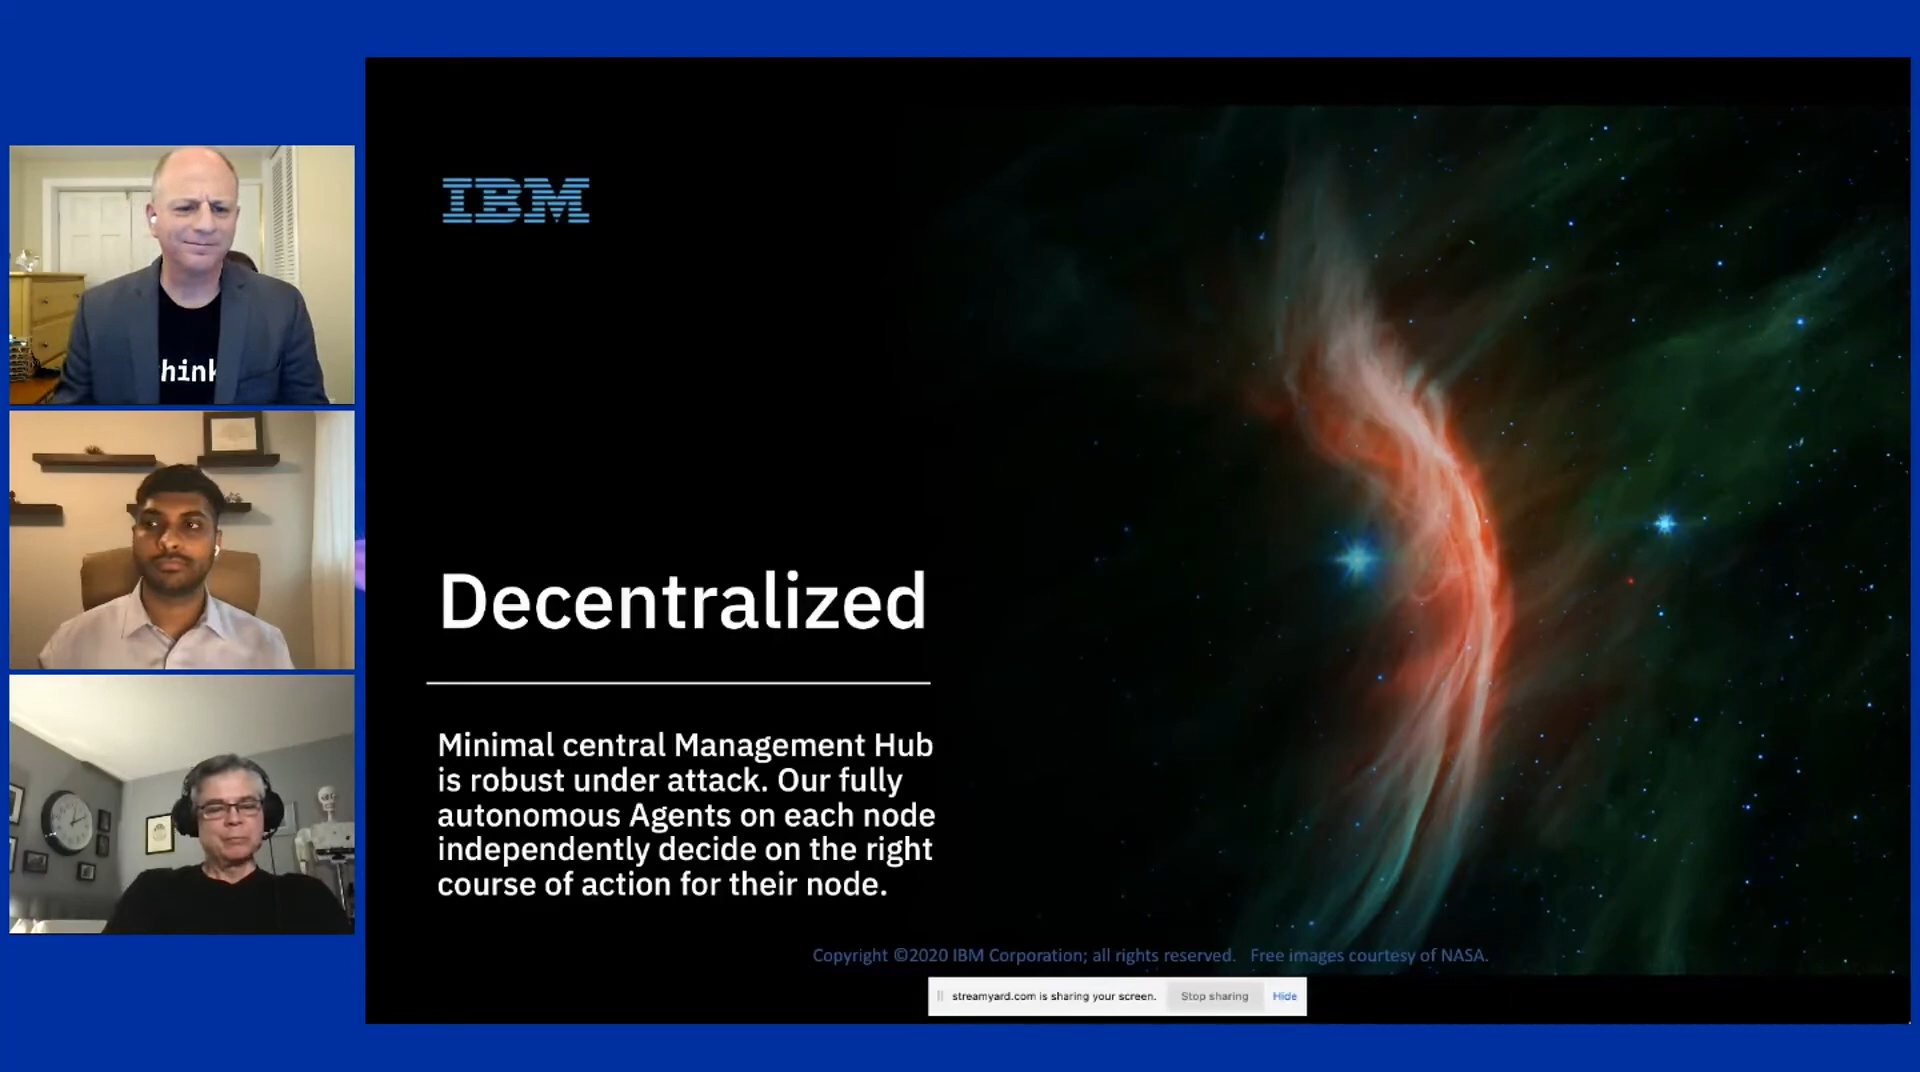 hink
IBM
Decentralized
Minimal central Management Hub
is robust under attack. Our fully
autonomous Agents on each node
independently decide on the right
course of action for their node.
Copyright ©2020 IBM Corporation; all rights reserved. Free images courtesy of NASA.
streamyard.com is sharing your screen. Stop sharing Hide